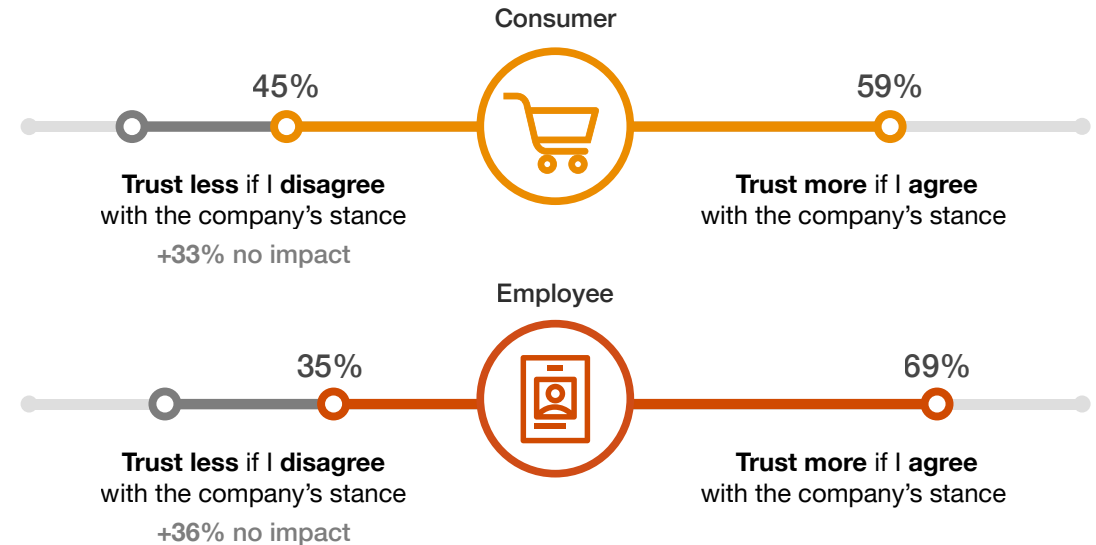 Consumer
45%
59%
Trust less if I disagree
with the company's stance
+33% no impact
Trust more if I agree
with the company's stance
Employee
35%
69%
Trust less if I disagree
with the company's stance
+36% no impact
Trust more if I agree
with the company's stance